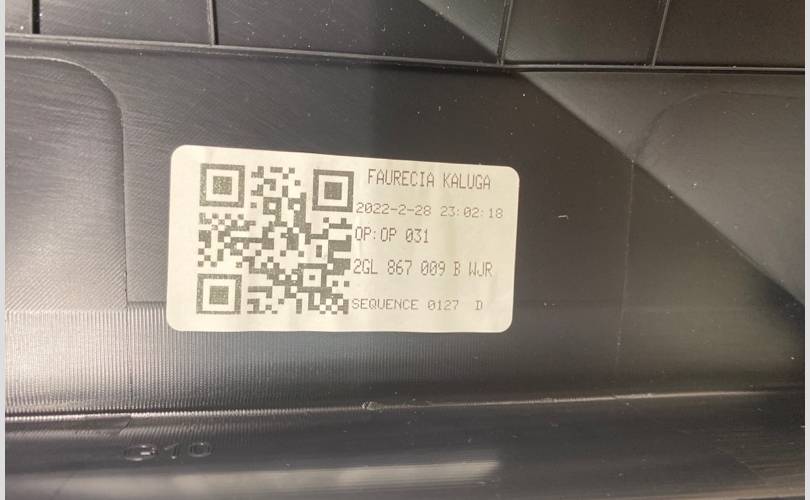 FAURECIA KALUGA
2022-2-28 23:02:18
OP:OP 031
2GL 867 009 B WJR
SEQUENCE 0127 D